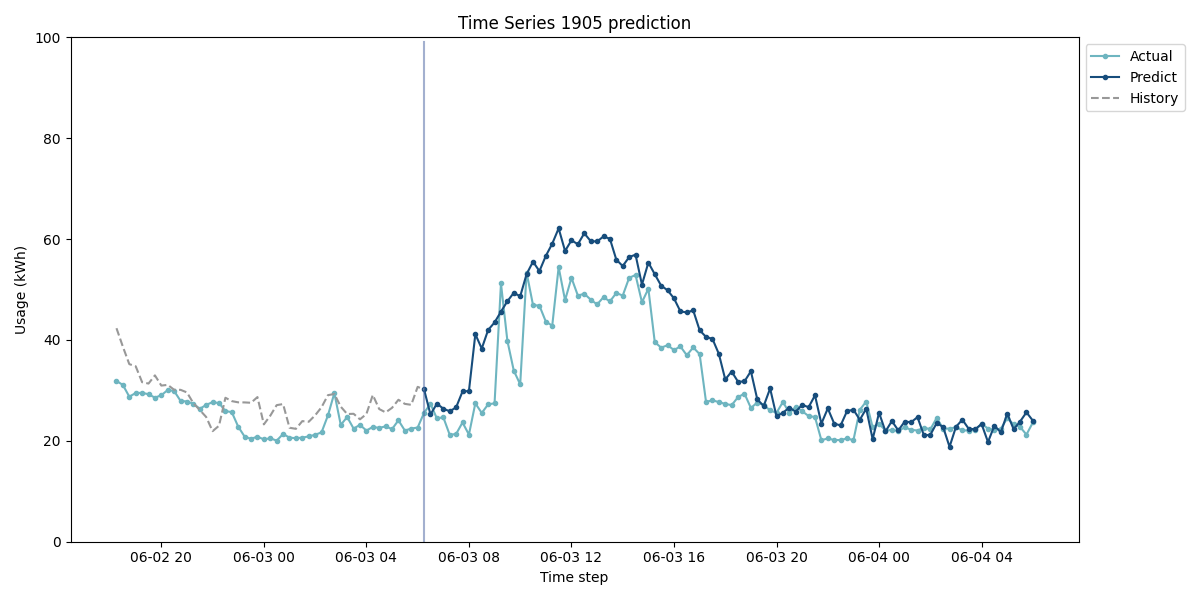 Time Series 1905 prediction
100
80
60
40
20
0
Usage (kWh)
06-02 20
06-03 00
06-03 04
06-03 08
06-03 12
06-03 16
06-03 20
06-04 00
06-04 04
Time step
Actual
Predict
History